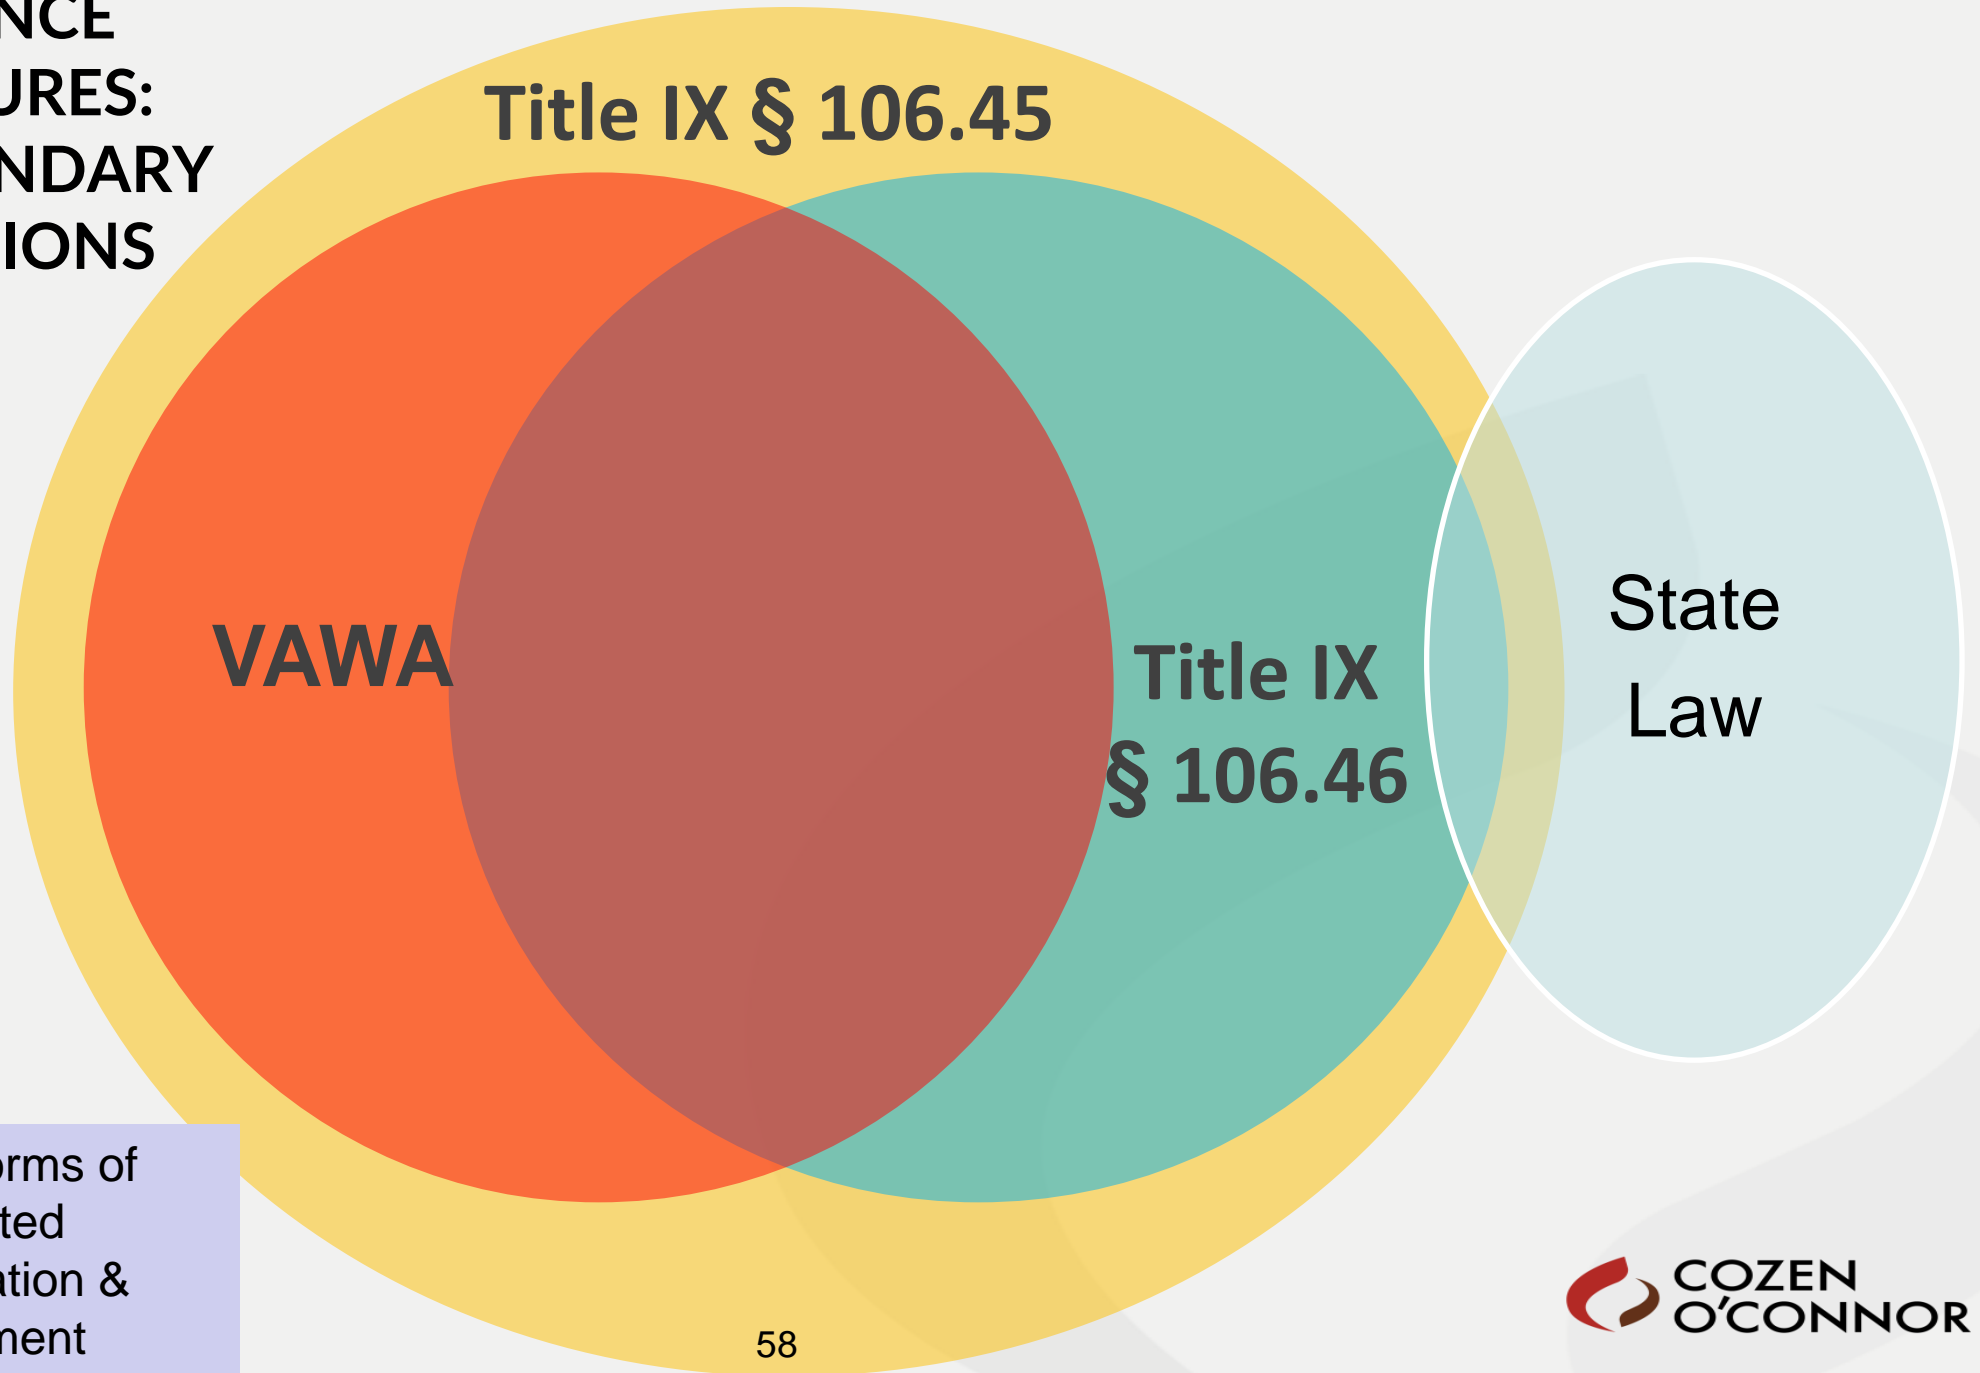 NCE
URES:
NDARY
IONS
Title IX § 106.45
VAWA
Title IX
§ 106.46
State
Law
orms of
ted
ation &
ment
58
COZEN
O'CONNOR